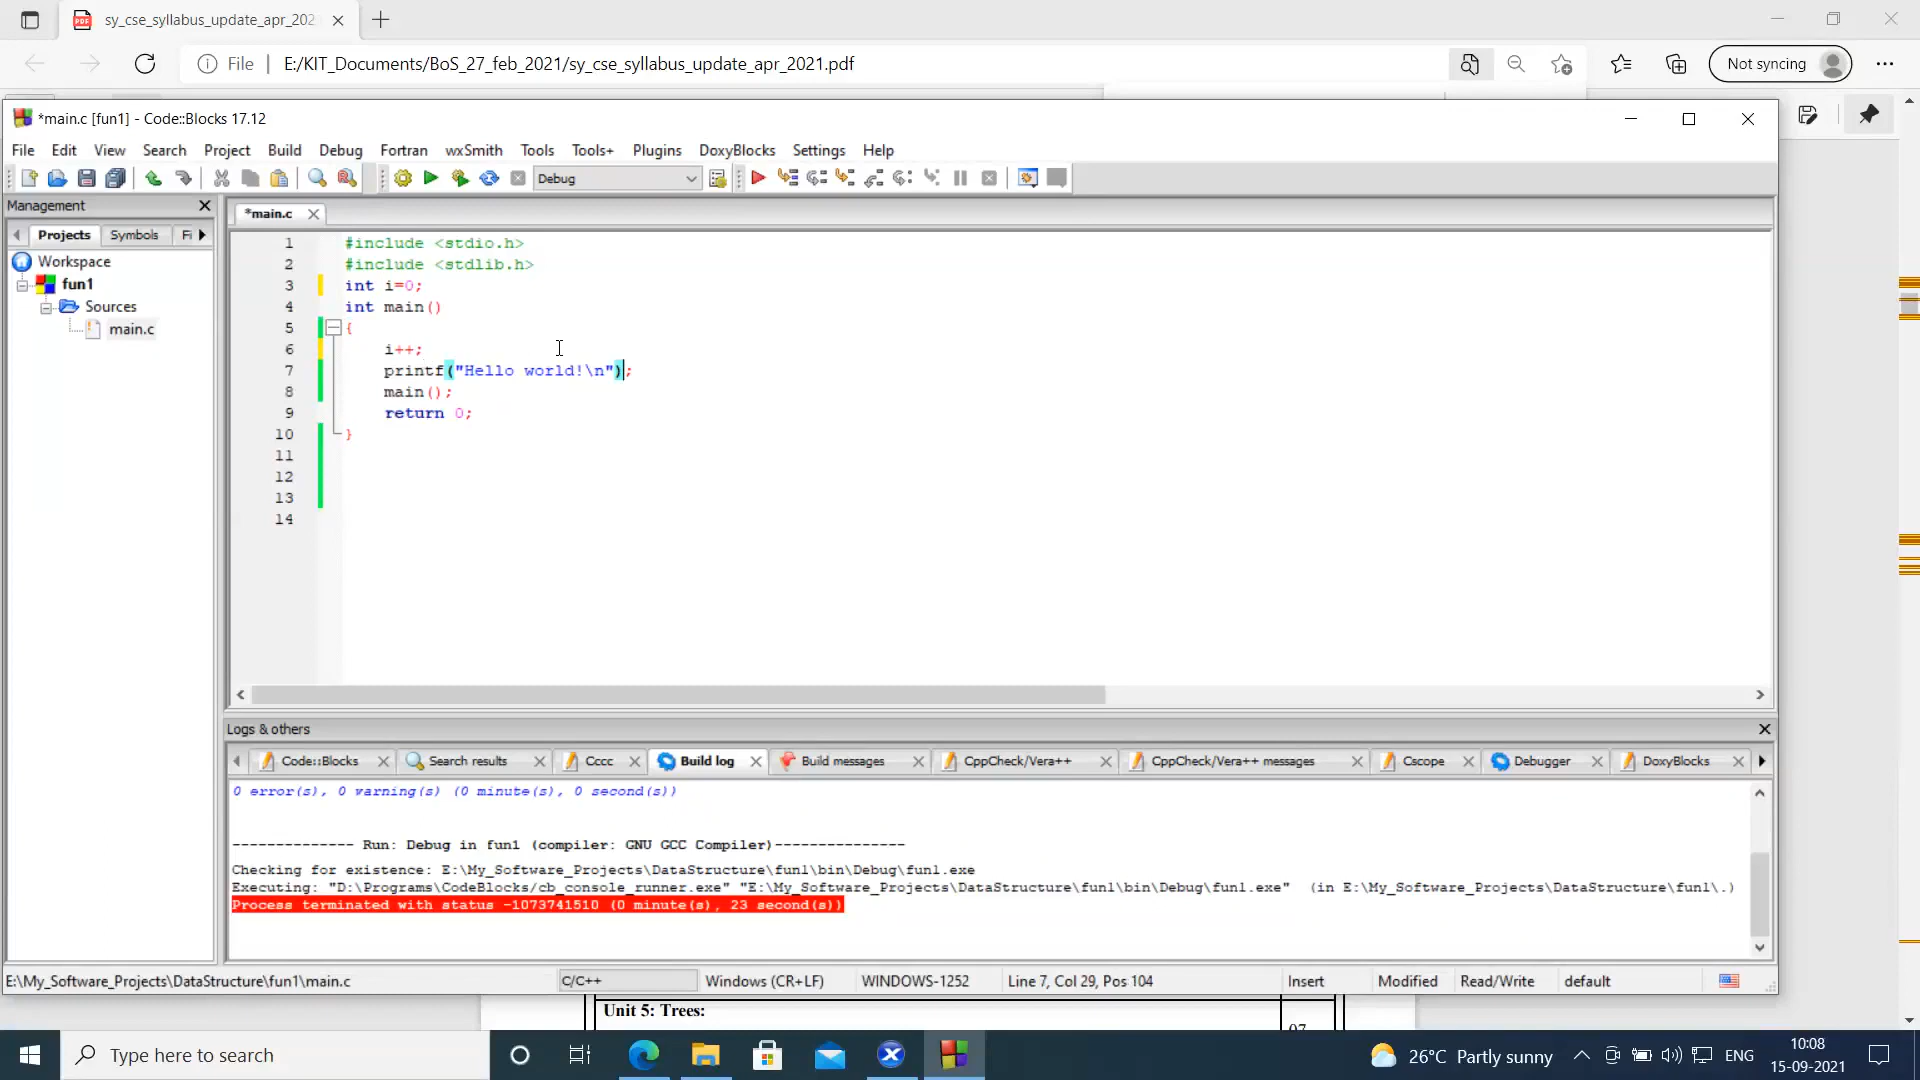 sy_cse_syllabus_update_apr_202
File | E:/KIT_Documents/BoS_27_feb_2021/sy_cse_syllabus_update_apr_2021.pdf
Not syncing
*main.c [fun1] - Code::Blocks 17.12
File Edit View Search Project Build Debug Fortran wxSmith Tools Tools+ Plugins DoxyBlocks Settings Help
Debug
Management
*main.c
Projects Symbols Fi
Workspace
fun1
Sources
main.c
1 #include <stdio.h>
2 #include <stdlib.h>
3 int i=0;
4 int main()
5 {
6 i++;
7 printf("Hello world!\n");
8 main();
9 return 0;
10 }
11
12
13
14
Logs & others
Code::Blocks Search results Cccc Build log Build messages CppCheck/Vera++ CppCheck/Vera++ messages Cscope Debugger DoxyBlocks
0 error(s), 0 warning(s) (0 minute(s), 0 second(s))
-------------- Run: Debug in fun1 (compiler: GNU GCC Compiler)---------------
Checking for existence: E:\My_Software_Projects\DataStructure\fun1\bin\Debug\fun1.exe
Executing: "D:\Programs\CodeBlocks/cb_console_runner.exe" "E:\My_Software_Projects\DataStructure\fun1\bin\Debug\fun1.exe" (in E:\My_Software_Projects\DataStructure\fun1\.)
Process terminated with status -1073741510 (0 minute(s), 23 second(s))
E:\My_Software_Projects\DataStructure\fun1\main.c C/C++ Windows (CR+LF) WINDOWS-1252 Line 7, Col 29, Pos 104 Insert Modified Read/Write default
Unit 5: Trees:
07
Type here to search
26°C Partly sunny
ENG
10:08
15-09-2021